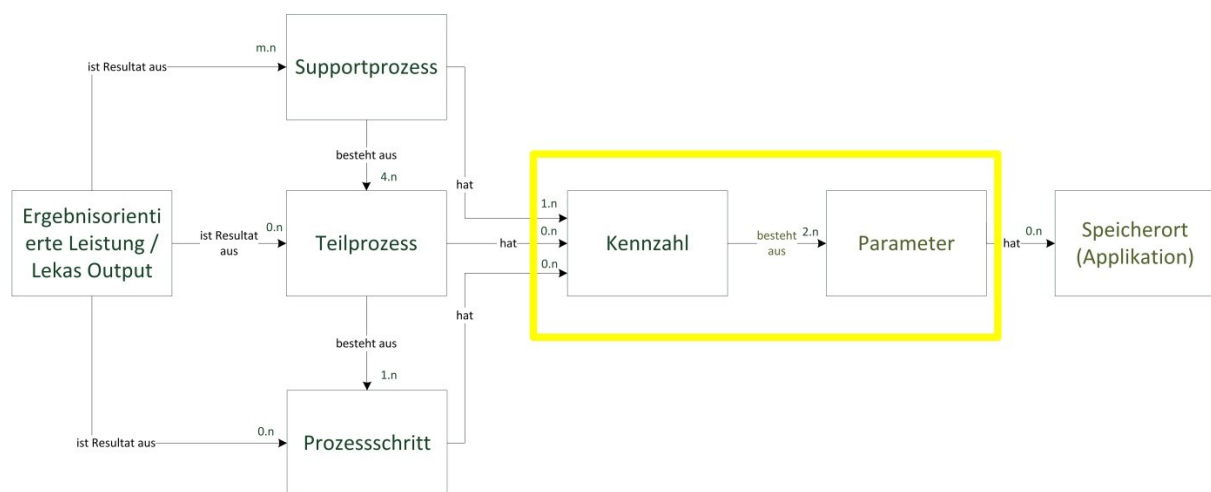 m.n
ist Resultat aus
Supportprozess
besteht aus
4.n
hat
Ergebnisorienti
erte Leistung /
Lekas Output
ist Resultat
aus
0.n
Teilprozess
hat
1.n
0.n
0.n
Kennzahl
besteht
aus
2.n
Parameter
hat
0.n
Speicherort
(Applikation)
hat
besteht aus
1.n
ist Resultat aus
0.n
Prozessschritt